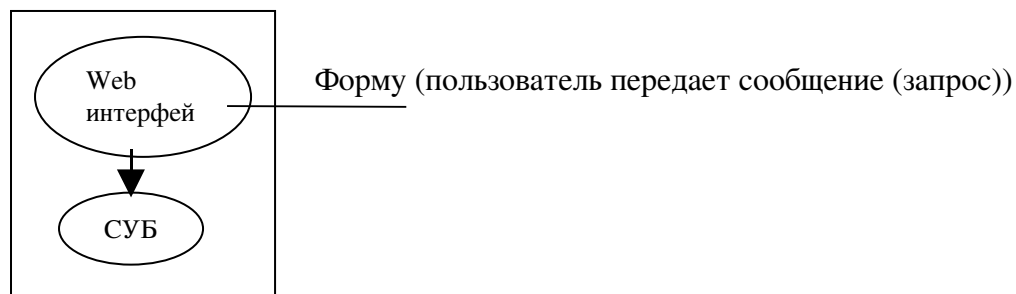 Web
интерфей
Форму (пользователь передает сообщение (запрос))
СУБ